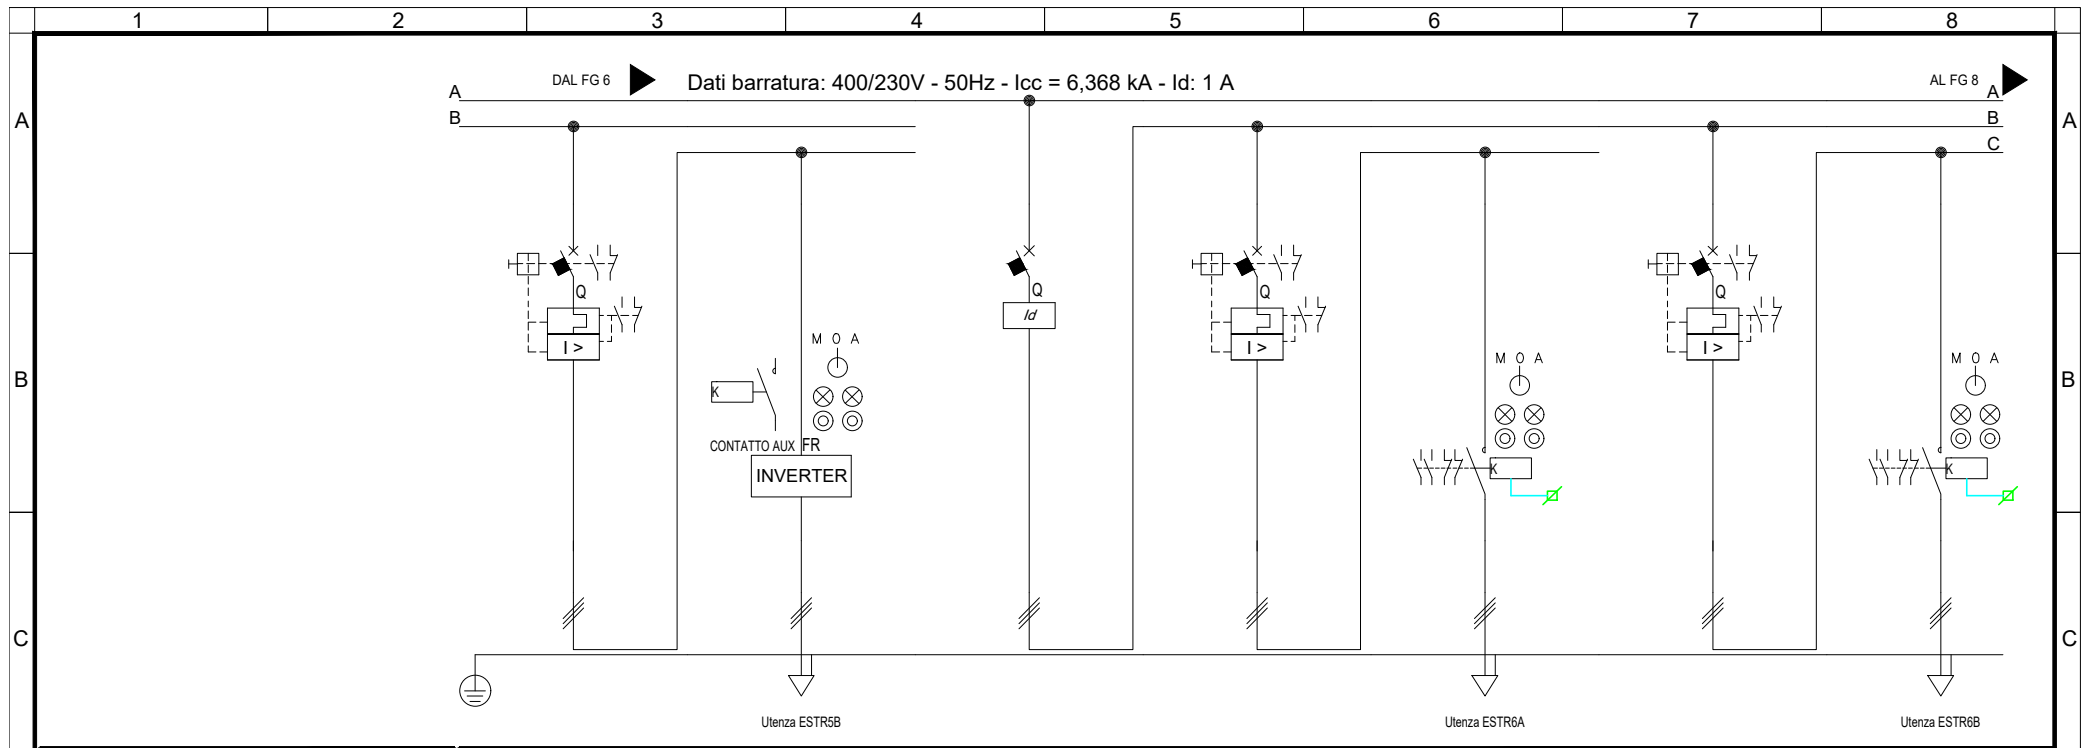 1 2 3 4 5 6 7 8
DAL FG 6 Dati barratura: 400/230V - 50Hz - Icc = 6,368 kA - Id: 1 A AL FG 8
A A
B B
C
A A
Q Q Q Q
Id
I > I > I >
M O A
M O A M O A
B B
K
CONTATTO AUX FR
K K
INVERTER
C C
Utenza ESTR5B Utenza ESTR6A Utenza ESTR6B